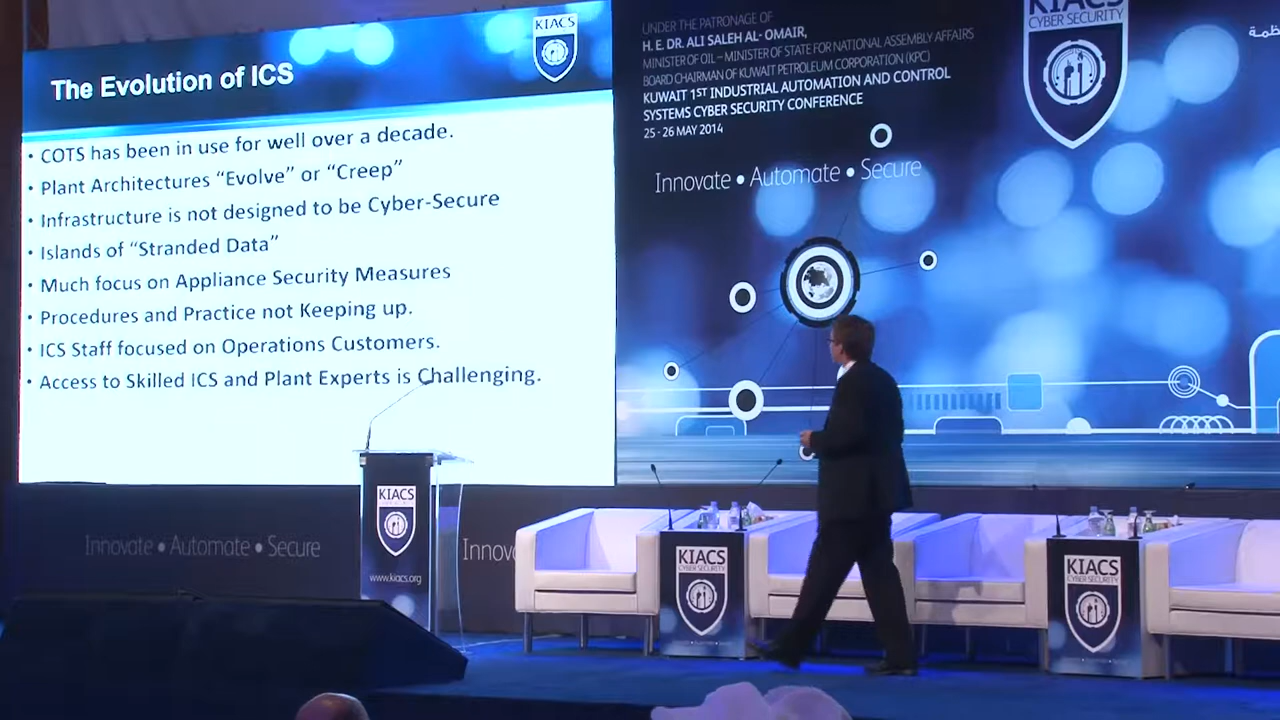 The Evolution of ICS
KIACS
• COTS has been in use for well over a decade.
• Plant Architectures “Evolve” or “Creep”
• Infrastructure is not designed to be Cyber-Secure
• Islands of “Stranded Data”
• Much focus on Appliance Security Measures
• Procedures and Practice not Keeping up.
• ICS Staff focused on Operations Customers.
• Access to Skilled ICS and Plant Experts is Challenging.
UNDER THE PATRONAGE OF
H. E. DR. ALI SALEH AL- OMAIR,
MINISTER OF OIL – MINISTER OF STATE FOR NATIONAL ASSEMBLY AFFAIRS
BOARD CHAIRMAN OF KUWAIT PETROLEUM CORPORATION (KPC)
KUWAIT 1ST INDUSTRIAL AUTOMATION AND CONTROL
SYSTEMS CYBER SECURITY CONFERENCE
25 - 26 MAY 2014
KIACS
CYBER SECURITY
Innovate • Automate • Secure
Innovate • Automate • Secure
KIACS
www.kiacs.org
Innov
KIACS
CYBER SECURITY
KIACS
CYBER SECURITY